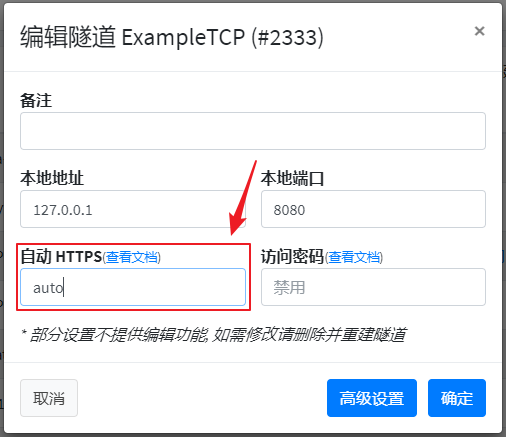 编辑隧道 ExampleTCP (#2333)
×
备注
本地地址 本地端口
127.0.0.1 8080
自动 HTTPS(查看文档) 访问密码(查看文档)
auto 禁用
* 部分设置不提供编辑功能, 如需修改请删除并重建隧道
取消 高级设置 确定